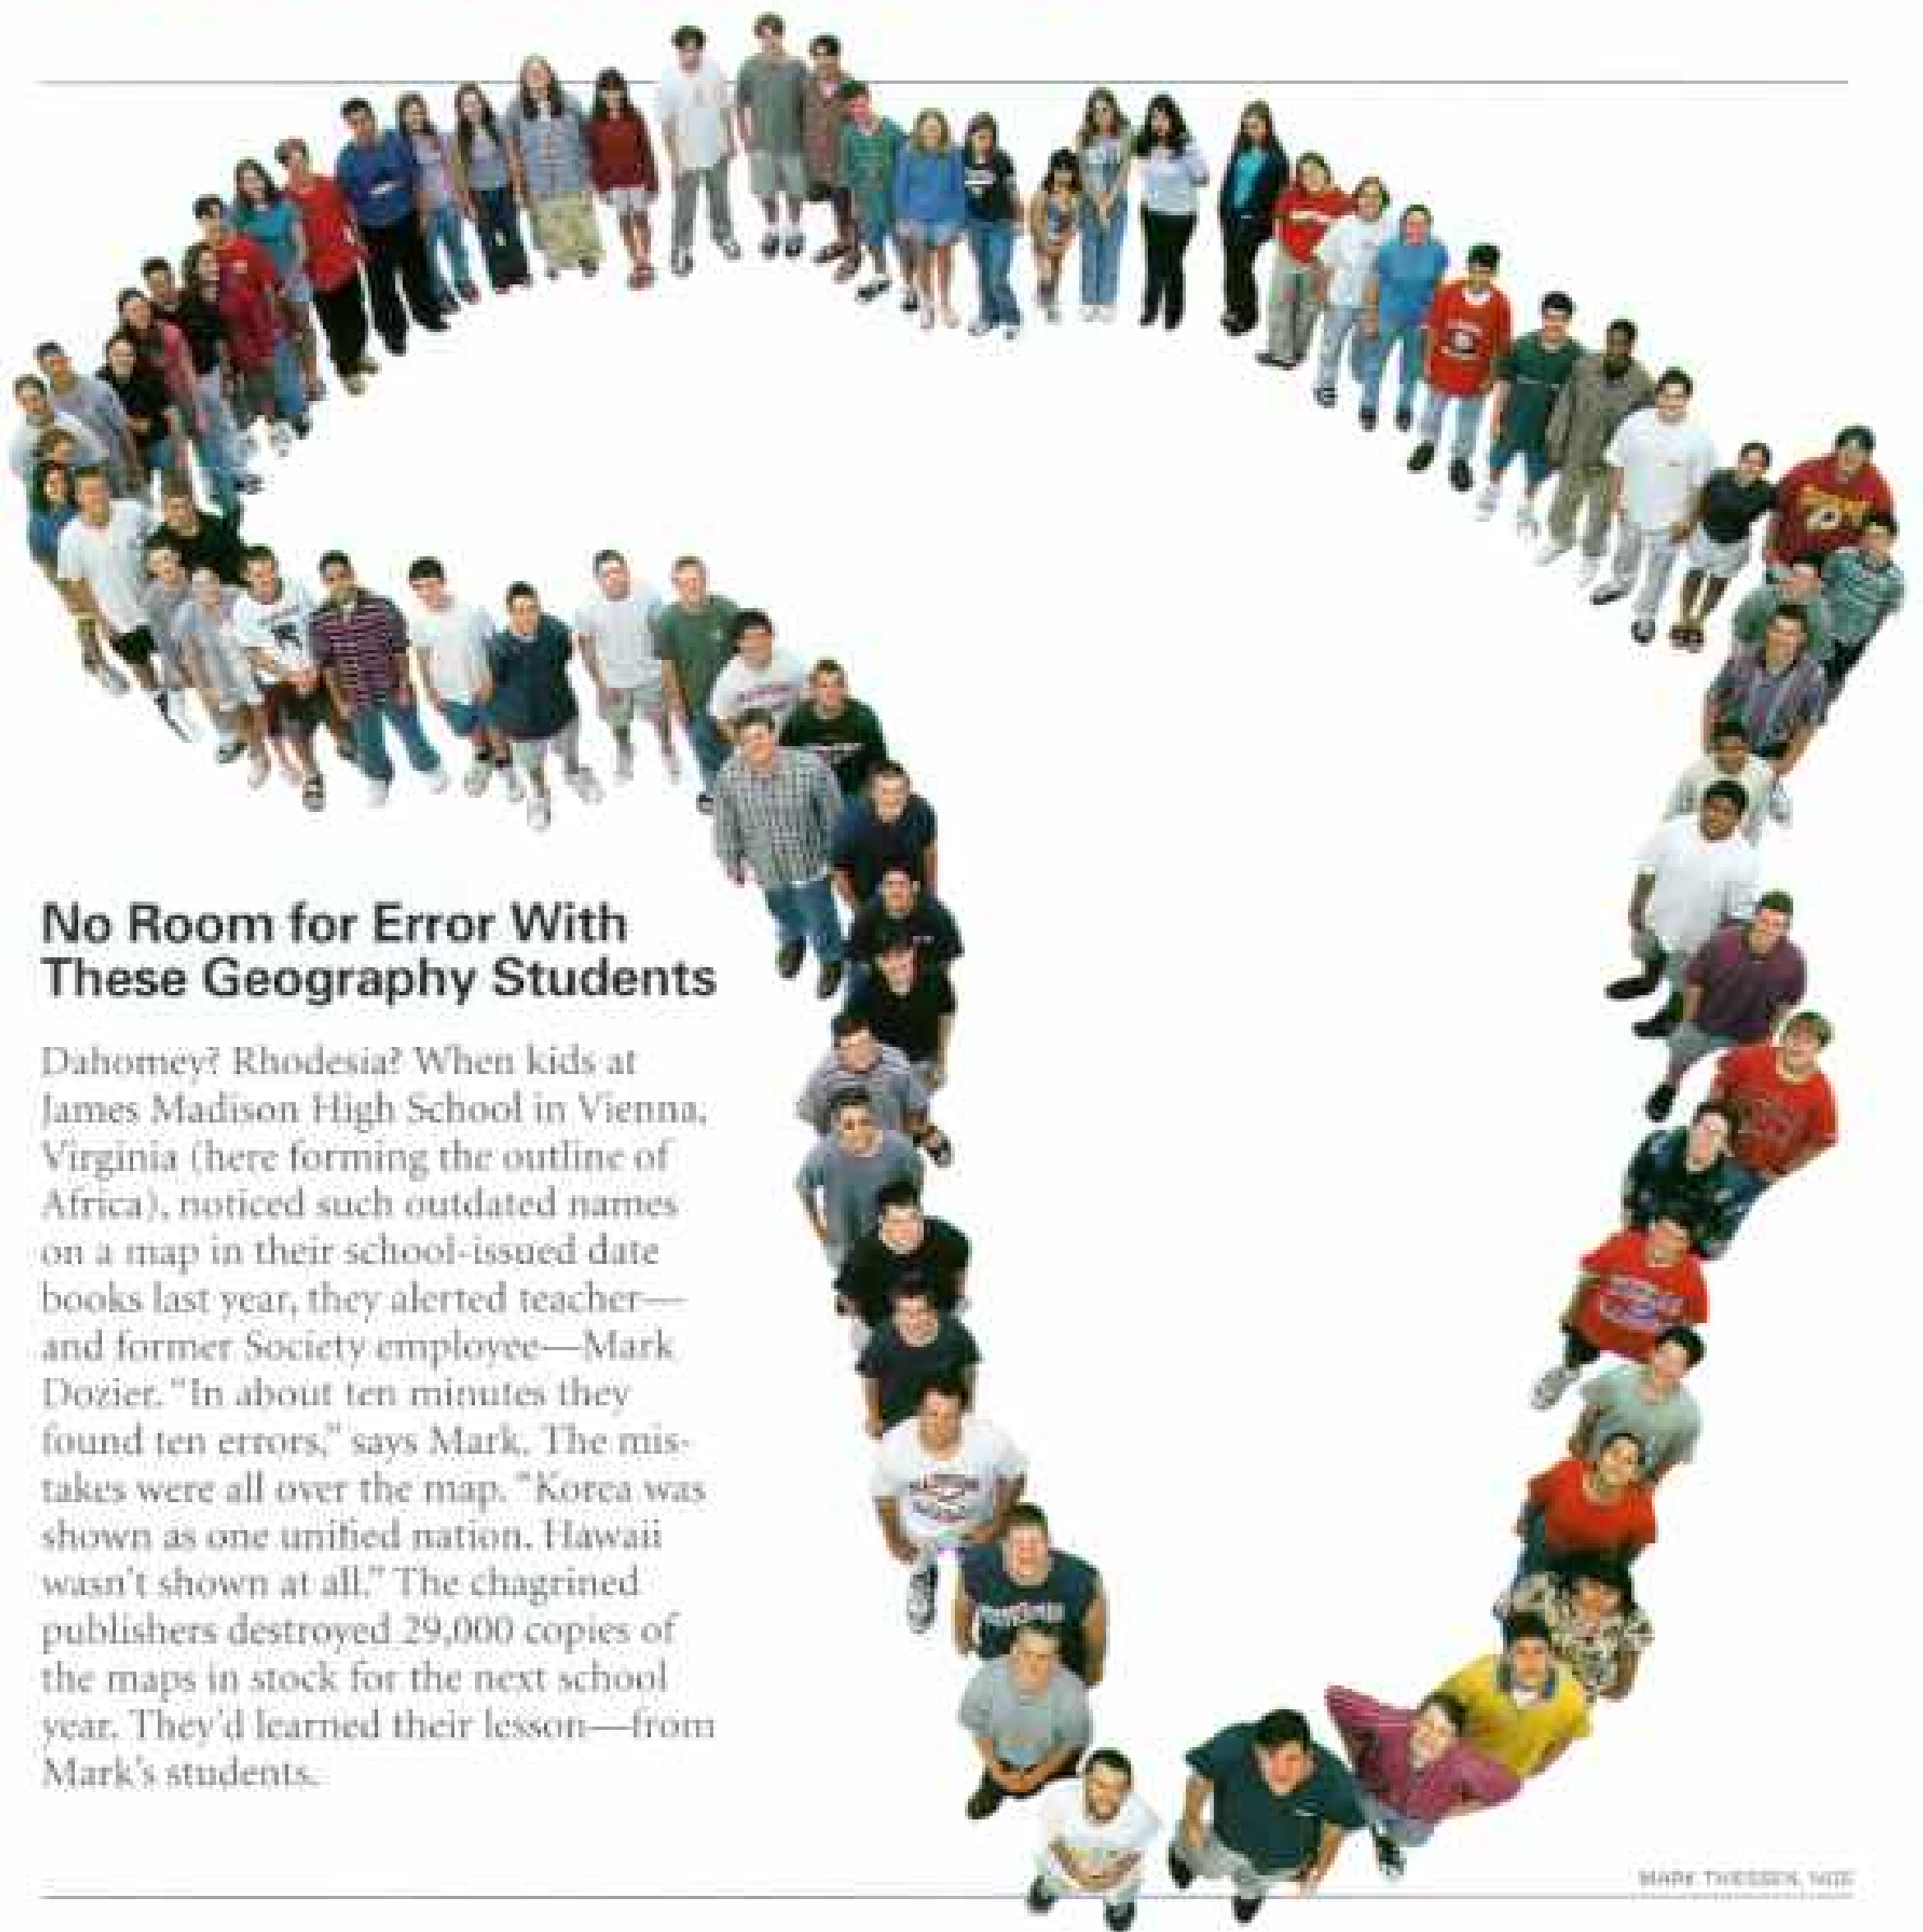 No Room for Error With
These Geography Students
Dahomey? Rhodesia? When kids at
James Madison High School in Vienna,
Virginia (here forming the outline of
Africa), noticed such outdated names
on a map in their school-issued date
books last year, they alerted teacher—
and former Society employee—Mark
Dozier. “In about ten minutes they
found ten errors,” says Mark. The mis-
takes were all over the map. “Korea was
shown as one unified nation. Hawaii
wasn’t shown at all.” The chagrined
publishers destroyed 29,000 copies of
the maps in stock for the next school
year. They’d learned their lesson—from
Mark’s students.
MARK THIESSEN, NGS